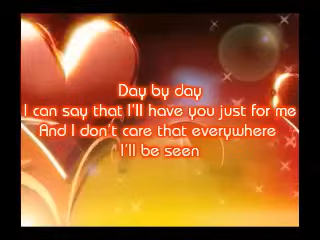 Day by day
I can say that I'll have you just for me
And I don't care that everywhere
I'll be seen